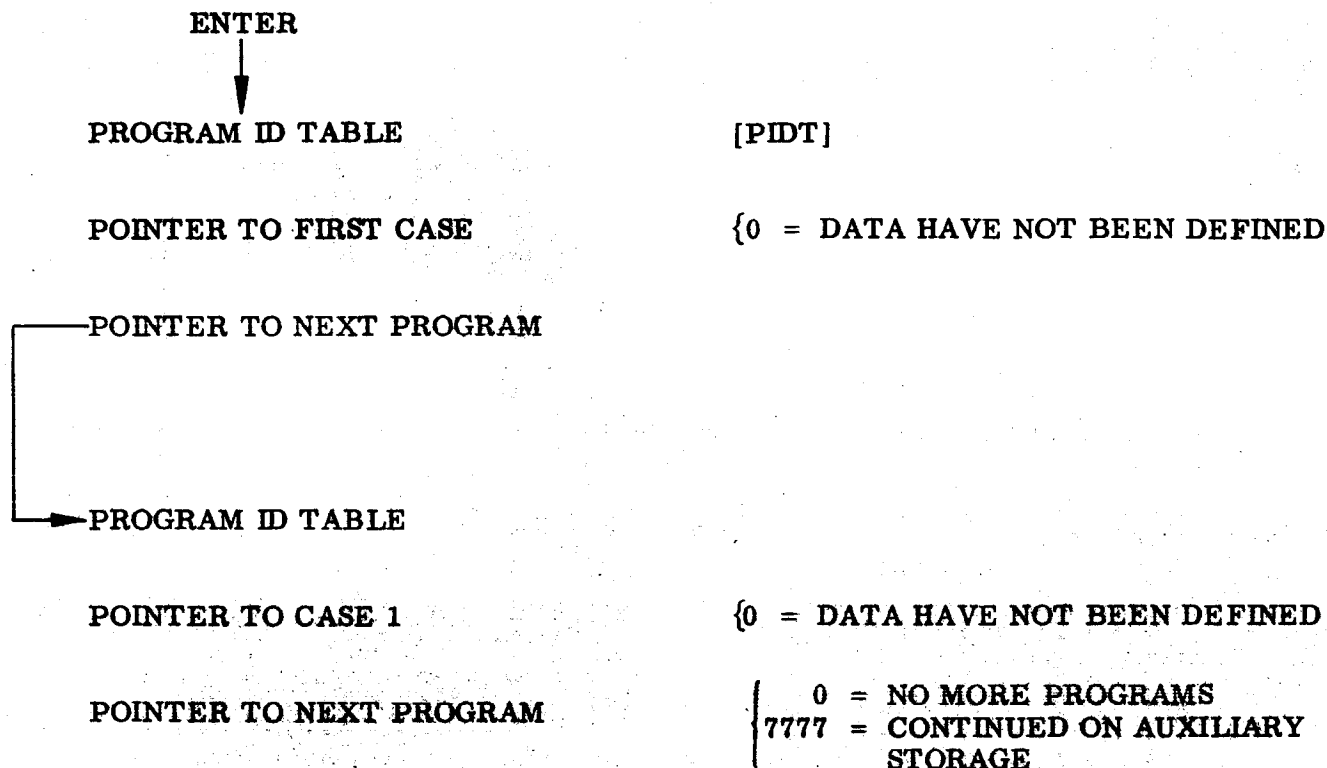 ENTER
PROGRAM ID TABLE [PIDT]
POINTER TO FIRST CASE {0 = DATA HAVE NOT BEEN DEFINED
POINTER TO NEXT PROGRAM
PROGRAM ID TABLE
POINTER TO CASE 1 {0 = DATA HAVE NOT BEEN DEFINED
POINTER TO NEXT PROGRAM { 0 = NO MORE PROGRAMS
7777 = CONTINUED ON AUXILIARY
STORAGE